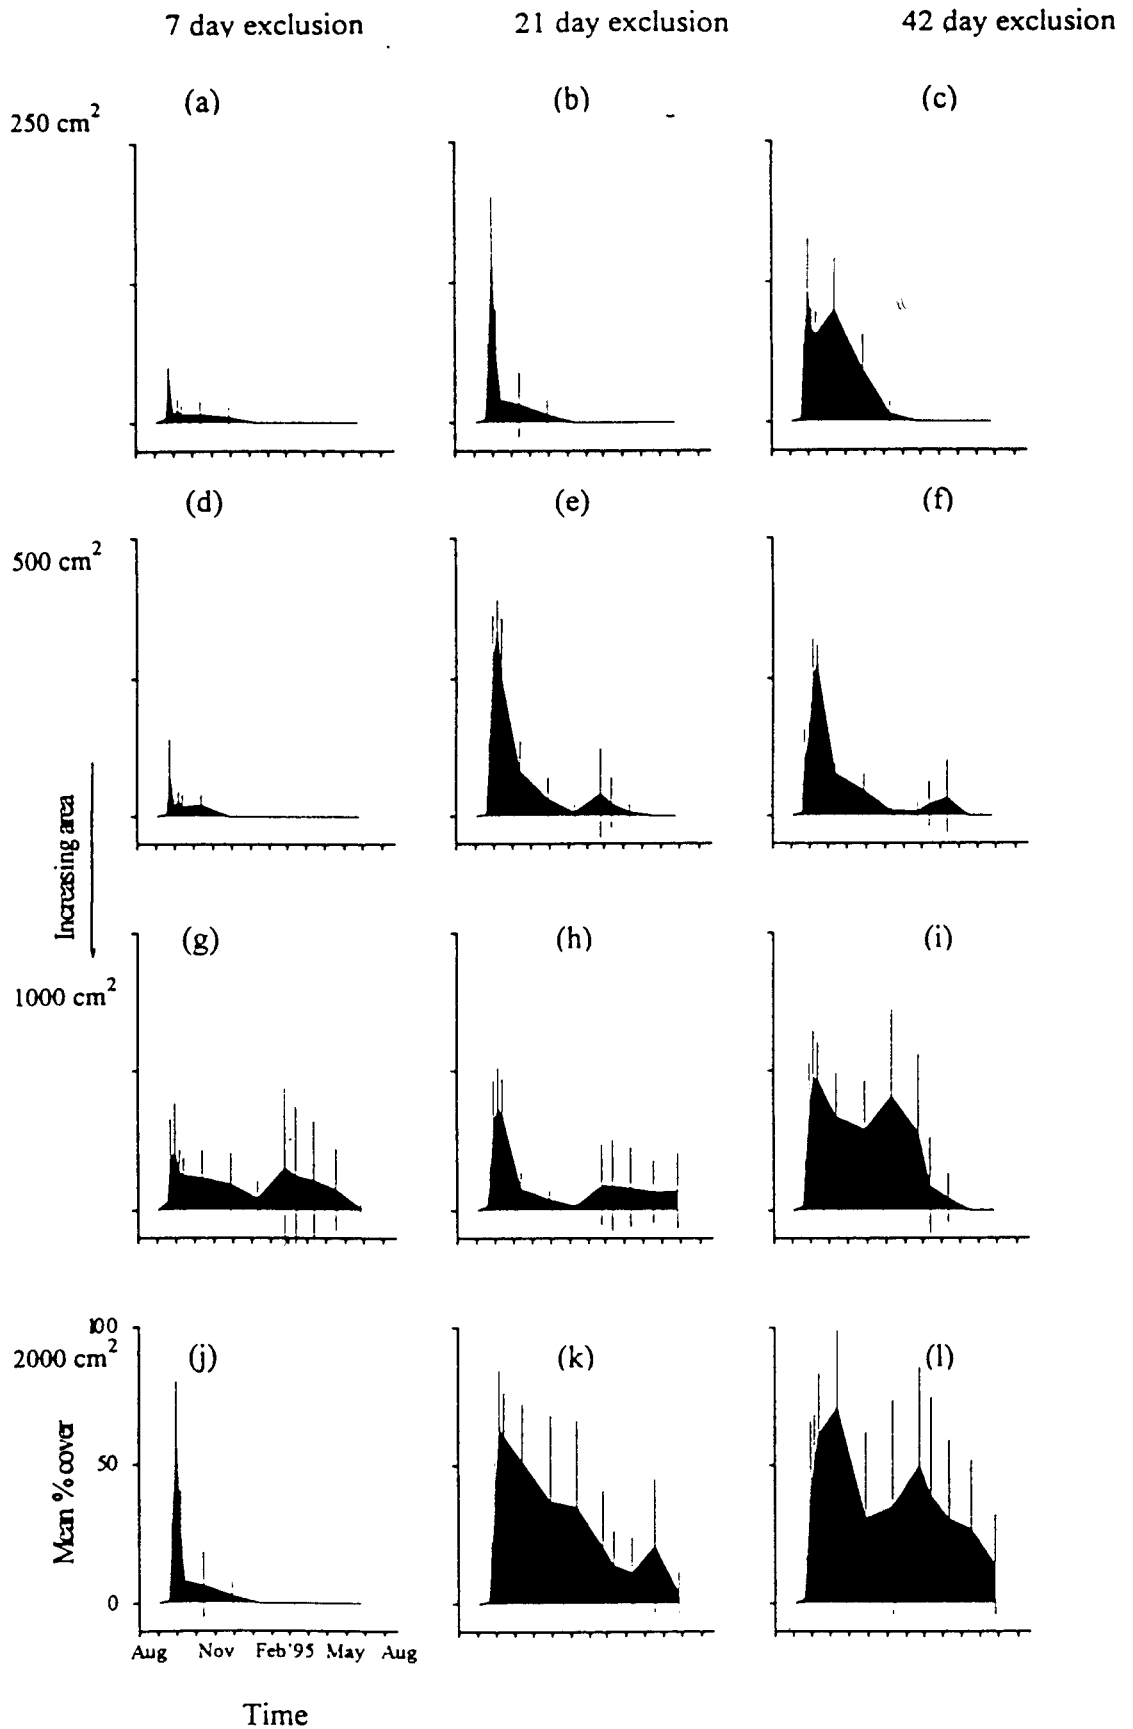 7 day exclusion 21 day exclusion 42 day exclusion
(a) (b) (c)
250 cm2
(d) (e) (f)
500 cm2
Increasing area
(g) (h) (i)
1000 cm2
100
2000 cm2 (j) (k) (l)
Mean % cover
50
0
Aug Nov Feb'95 May Aug
Time